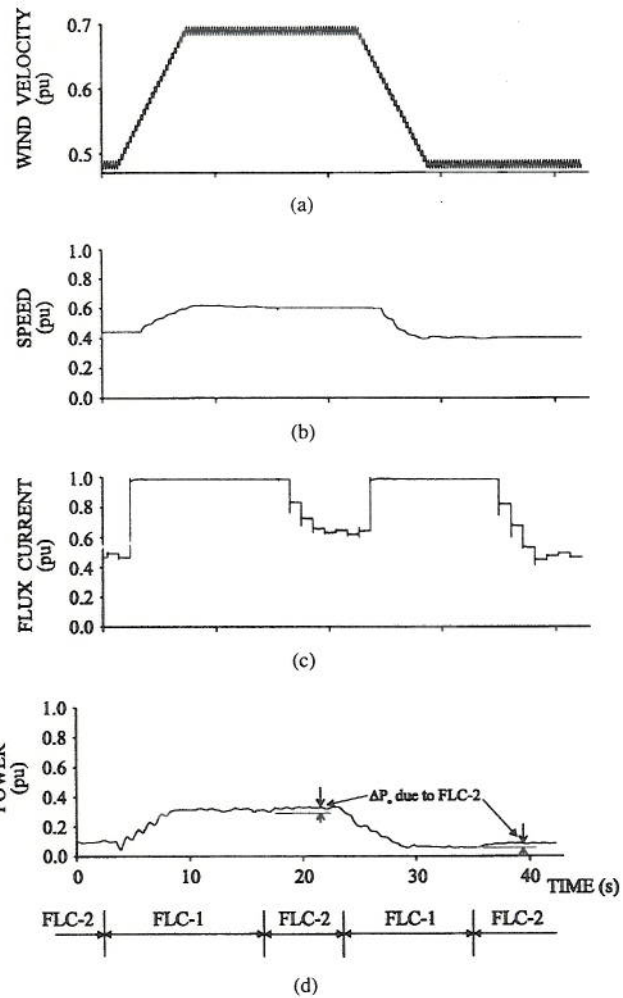 WIND VELOCITY
(pu)
0.7
0.6
0.5
(a)
SPEED
(pu)
1.0
0.8
0.6
0.4
0.2
0.0
(b)
FLUX CURRENT
(pu)
1.0
0.8
0.6
0.4
0.2
0.0
(c)
(pu)
1.0
0.8
0.6
0.4
0.2
0.0
ΔPₒ due to FLC-2
0 10 20 30 40 TIME (s)
FLC-2 FLC-1 FLC-2 FLC-1 FLC-2
(d)